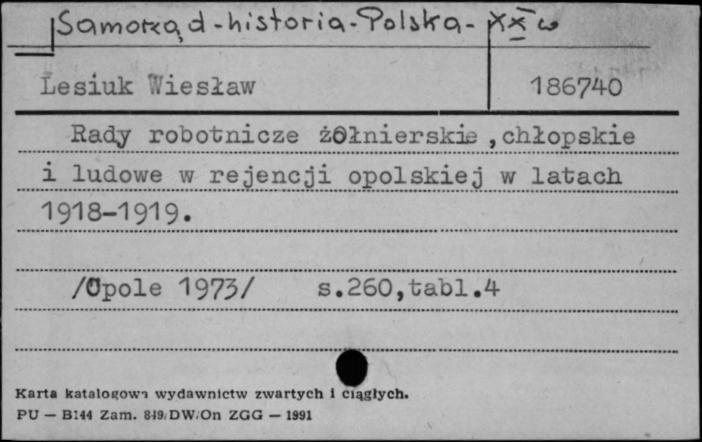 Samorząd-historia-Polska-XX w
Lesiuk Wiesław 186740
Rady robotnicze żołnierskie,chłopskie
i ludowe w rejencji opolskiej w latach
1918-1919.
/Opole 1973/ s.260,tabl.4
Karta katalogowa wydawnictw zwartych i ciągłych.
PU — B144 Zam. 849/DW/On ZGG — 1991